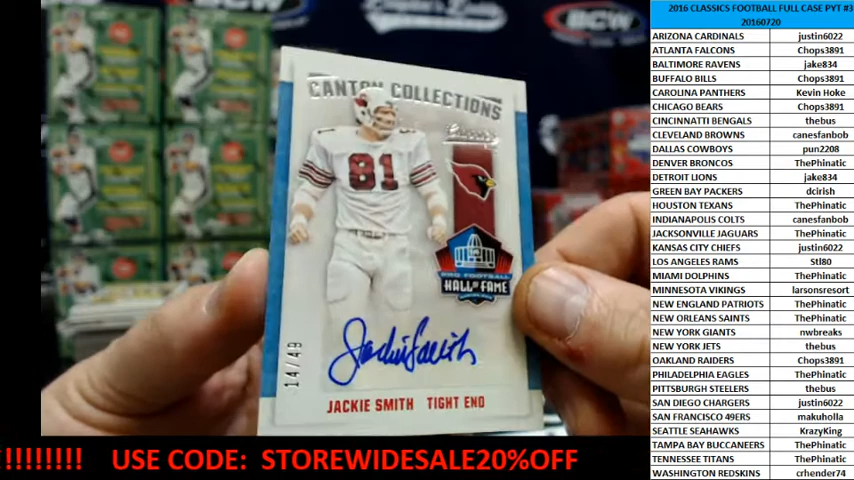 2016 CLASSICS FOOTBALL FULL CASE PYT #3
20160720
ARIZONA CARDINALS justin6022
ATLANTA FALCONS Chops3891
BALTIMORE RAVENS jake834
BUFFALO BILLS Chops3891
CAROLINA PANTHERS Kevin Hoke
CHICAGO BEARS Chops3891
CINCINNATI BENGALS thebus
CLEVELAND BROWNS canesfanbob
DALLAS COWBOYS pun2208
DENVER BRONCOS ThePhinatic
DETROIT LIONS jake834
GREEN BAY PACKERS dcirish
HOUSTON TEXANS ThePhinatic
INDIANAPOLIS COLTS canesfanbob
JACKSONVILLE JAGUARS ThePhinatic
KANSAS CITY CHIEFS justin6022
LOS ANGELES RAMS Stl80
MIAMI DOLPHINS ThePhinatic
MINNESOTA VIKINGS larsonsresort
NEW ENGLAND PATRIOTS ThePhinatic
NEW ORLEANS SAINTS ThePhinatic
NEW YORK GIANTS nwbreaks
NEW YORK JETS thebus
OAKLAND RAIDERS Chops3891
PHILADELPHIA EAGLES ThePhinatic
PITTSBURGH STEELERS thebus
SAN DIEGO CHARGERS justin6022
SAN FRANCISCO 49ERS makuholla
SEATTLE SEAHAWKS KrazyKing
TAMPA BAY BUCCANEERS ThePhinatic
TENNESSEE TITANS ThePhinatic
WASHINGTON REDSKINS crhender74
BCW
BCW
CANTON COLLECTIONS
Classics
81
PRO FOOTBALL
HALL OF FAME
14/49
Jackie Smith
JACKIE SMITH TIGHT END
!!!!!!!!! USE CODE: STOREWIDESALE20%OFF